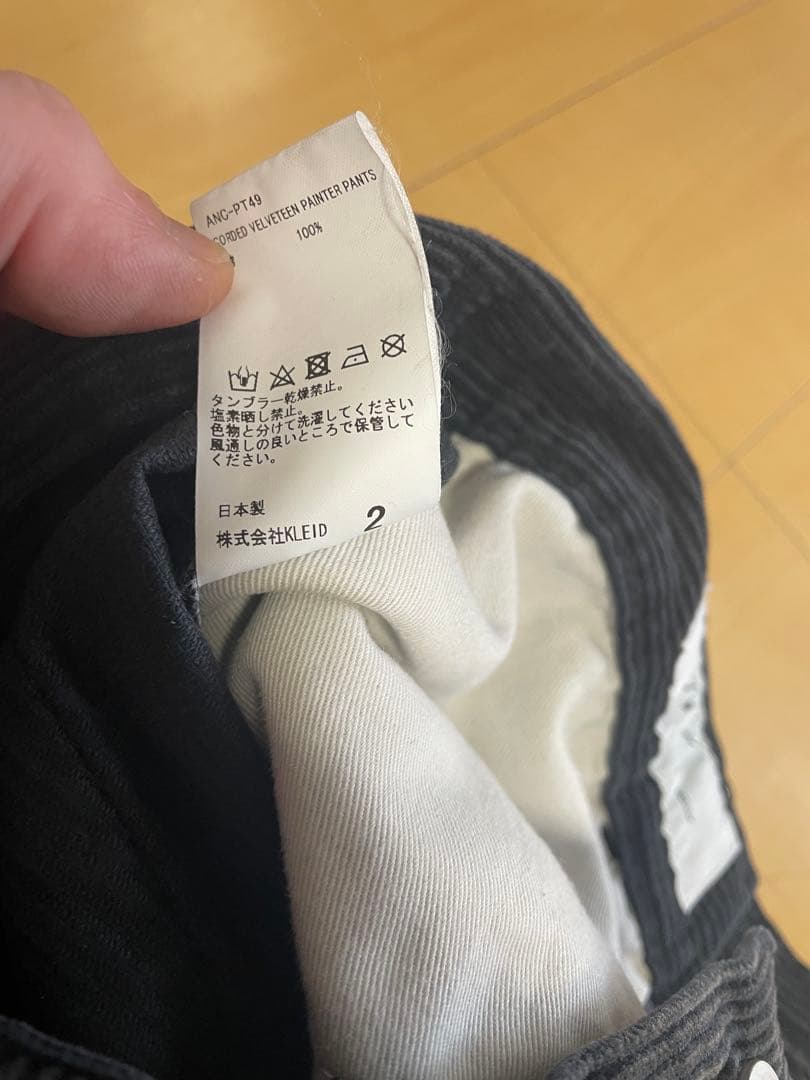 ANC-PT49
CORDED VELVETEEN PAINTER PANTS
100%
タンブラー乾燥禁止。
塩素晒し禁止。
色物と分けて洗濯してください
風通しの良いところで保管して
ください。
日本製
株式会社KLEID 2